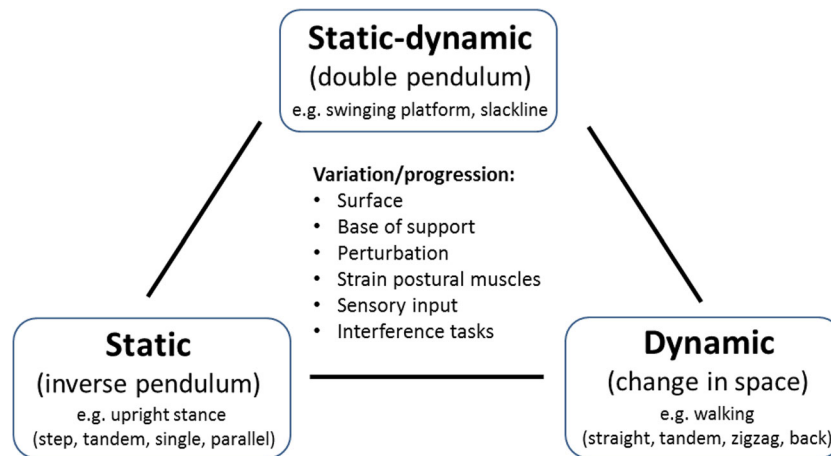 Static-dynamic
(double pendulum)
e.g. swinging platform, slackline
Variation/progression:
• Surface
• Base of support
• Perturbation
• Strain postural muscles
• Sensory input
• Interference tasks
Static
(inverse pendulum)
e.g. upright stance
(step, tandem, single, parallel)
Dynamic
(change in space)
e.g. walking
(straight, tandem, zigzag, back)